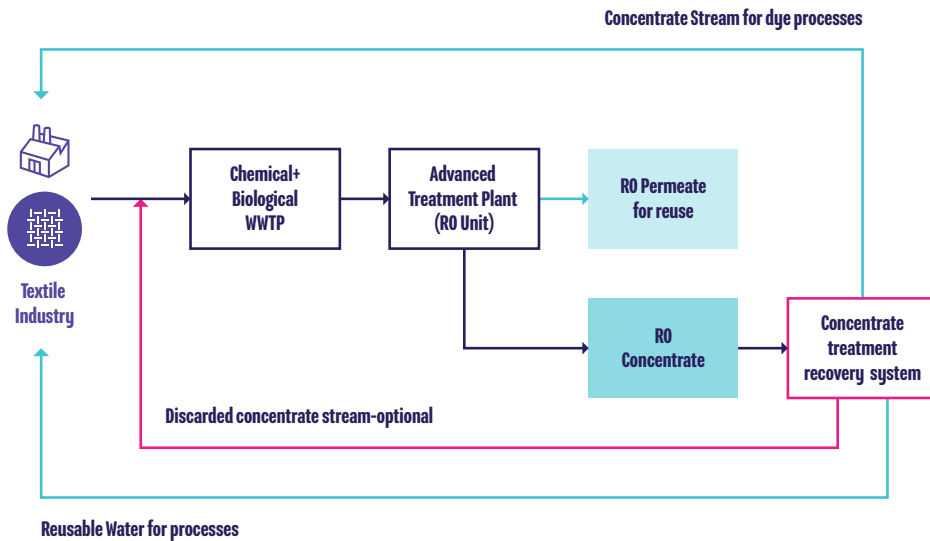 Concentrate Stream for dye processes
Chemical+
Biological
WWTP
Advanced
Treatment Plant
(RO Unit)
RO Permeate
for reuse
Textile
Industry
RO
Concentrate
Concentrate
treatment
recovery system
Discarded concentrate stream-optional
Reusable Water for processes